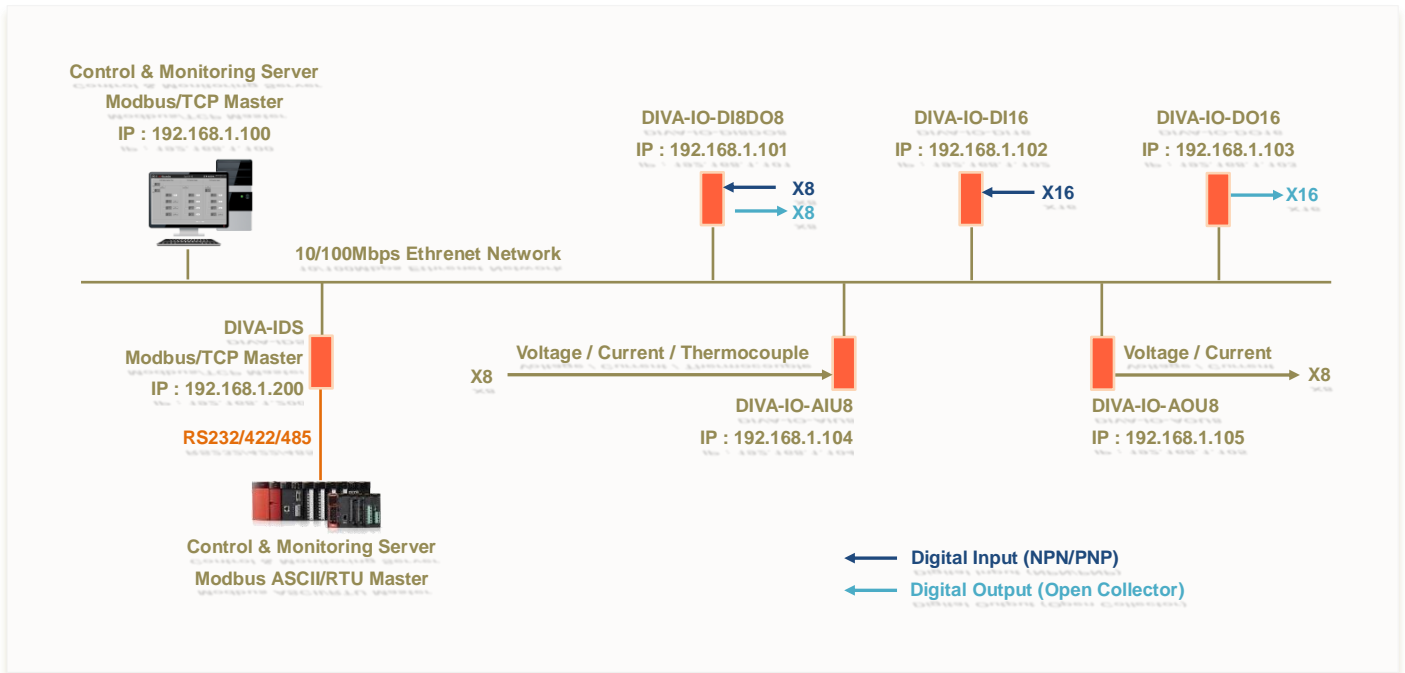 Control & Monitoring Server
Modbus/TCP Master
IP : 192.168.1.100
DIVA-IO-DI8DO8
IP : 192.168.1.101
X8
X8
DIVA-IO-DI16
IP : 192.168.1.102
X16
DIVA-IO-DO16
IP : 192.168.1.103
X16
10/100Mbps Ethrenet Network
DIVA-IDS
Modbus/TCP Master
IP : 192.168.1.200
RS232/422/485
Control & Monitoring Server
Modbus ASCII/RTU Master
Voltage / Current / Thermocouple
X8
DIVA-IO-AIU8
IP : 192.168.1.104
Voltage / Current
X8
DIVA-IO-AOU8
IP : 192.168.1.105
Digital Input (NPN/PNP)
Digital Output (Open Collector)